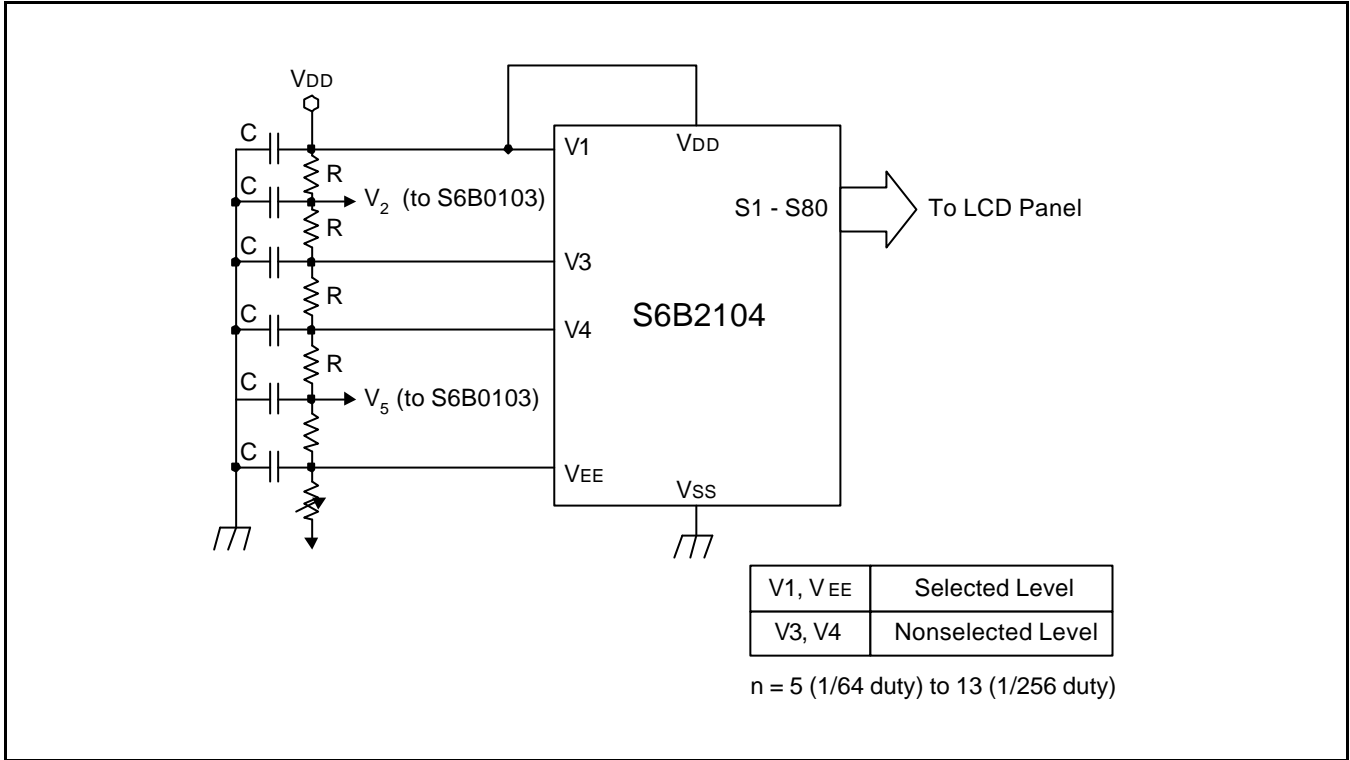 VDD
C
V1
VDD
R
C
V2 (to S6B0103)
S1 - S80
To LCD Panel
R
C
V3
R
S6B2104
C
V4
R
C
V5 (to S6B0103)
C
VEE
VSS
V1, VEE Selected Level
V3, V4 Nonselected Level
n = 5 (1/64 duty) to 13 (1/256 duty)